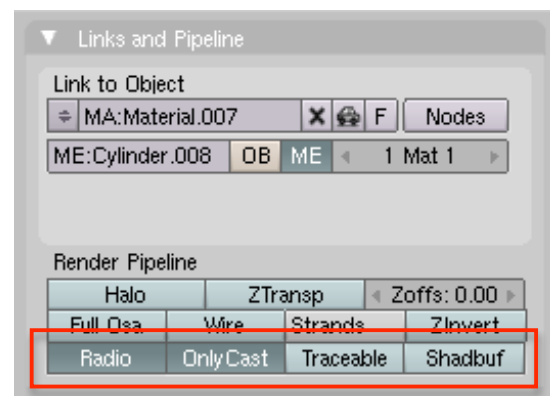 Links and Pipeline
Link to Object
MA:Material.007 F Nodes
ME:Cylinder.008 OB ME 1 Mat 1
Render Pipeline
Halo ZTransp Zoffs: 0.00
Full Osa Wire Strands ZInvert
Radio OnlyCast Traceable Shadbuf